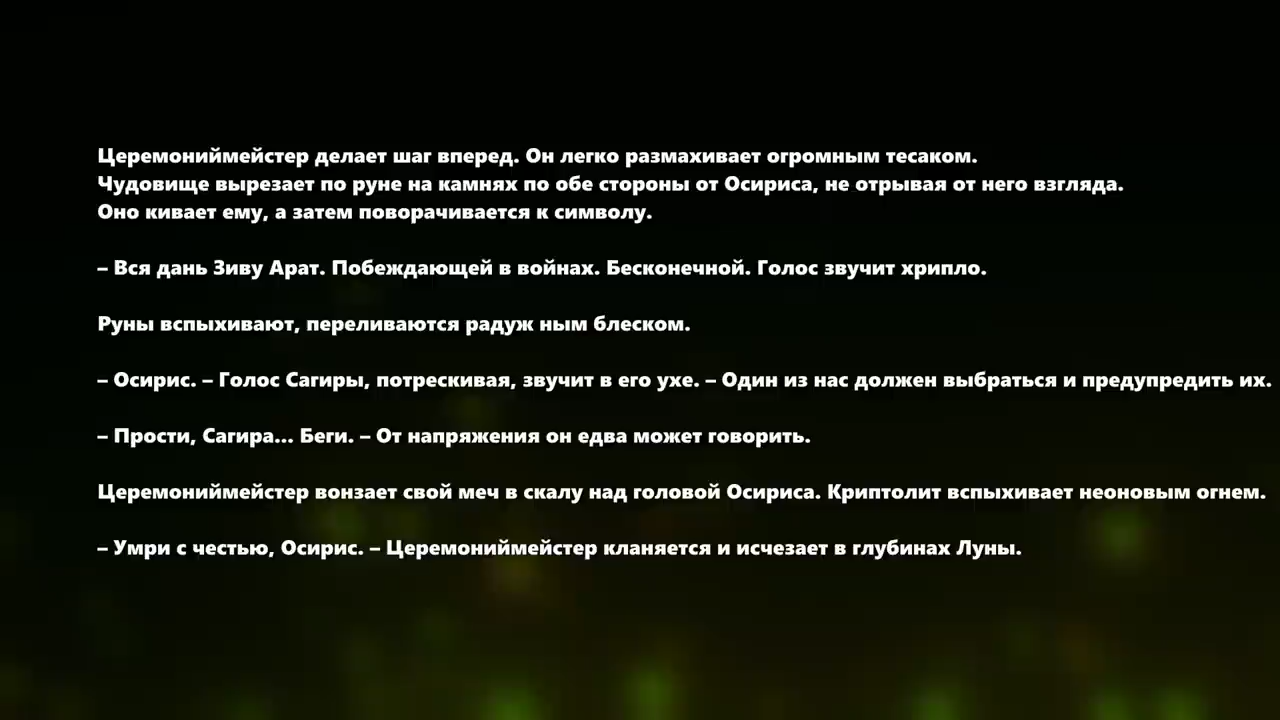 Церемониймейстер делает шаг вперед. Он легко размахивает огромным тесаком.
Чудовище вырезает по руне на камнях по обе стороны от Осириса, не отрывая от него взгляда.
Оно кивает ему, а затем поворачивается к символу.
– Вся дань Зиву Арат. Побеждающей в войнах. Бесконечной. Голос звучит хрипло.
Руны вспыхивают, переливаются радуж ным блеском.
– Осирис. – Голос Сагиры, потрескивая, звучит в его ухе. – Один из нас должен выбраться и предупредить их.
– Прости, Сагира... Беги. – От напряжения он едва может говорить.
Церемониймейстер вонзает свой меч в скалу над головой Осириса. Криптолит вспыхивает неоновым огнем.
– Умри с честью, Осирис. – Церемониймейстер кланяется и исчезает в глубинах Луны.